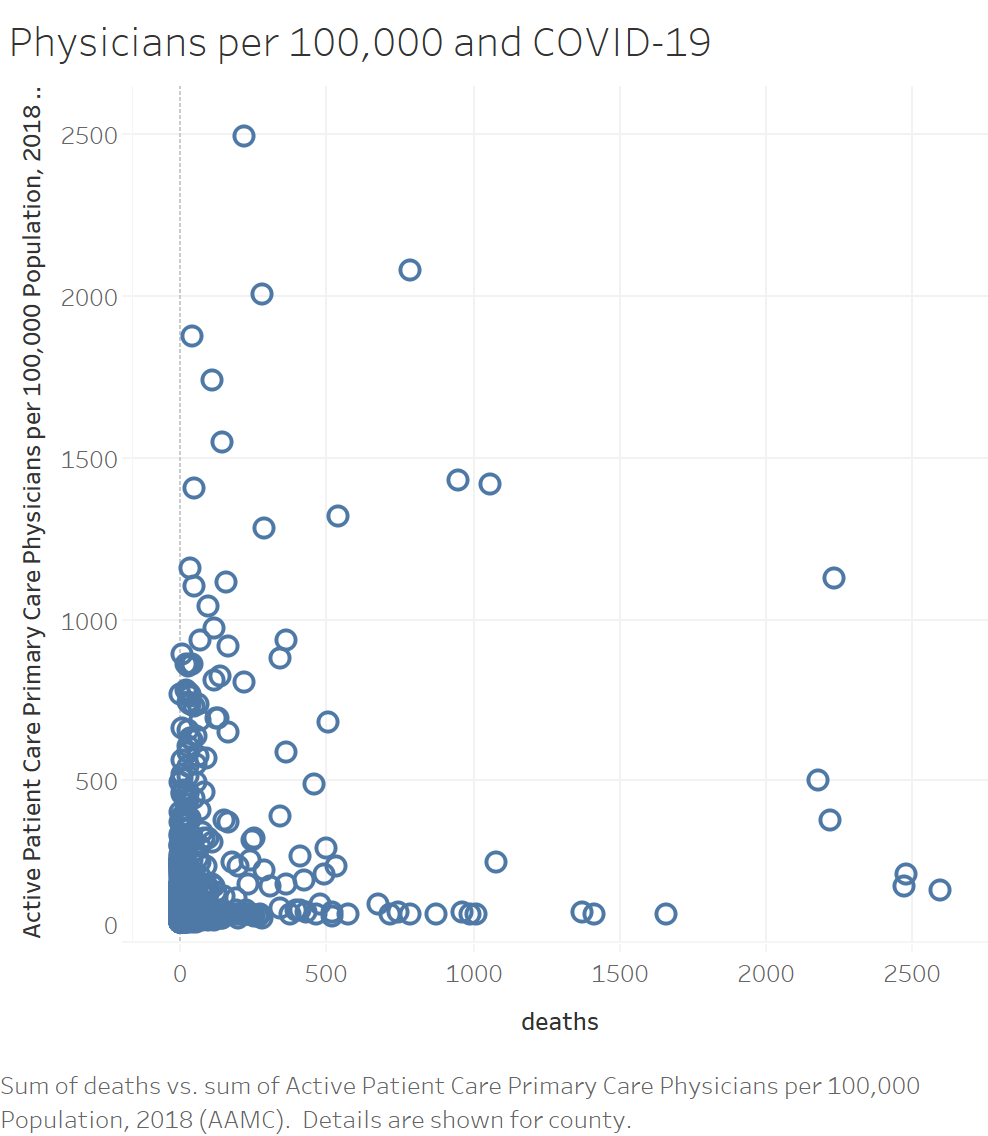 Physicians per 100,000 and COVID-19
Active Patient Care Primary Care Physicians per 100,000 Population, 2018 ..
2500
2000
1500
1000
500
0
0
500
1000
1500
2000
2500
deaths
Sum of deaths vs. sum of Active Patient Care Primary Care Physicians per 100,000
Population, 2018 (AAMC).  Details are shown for county.